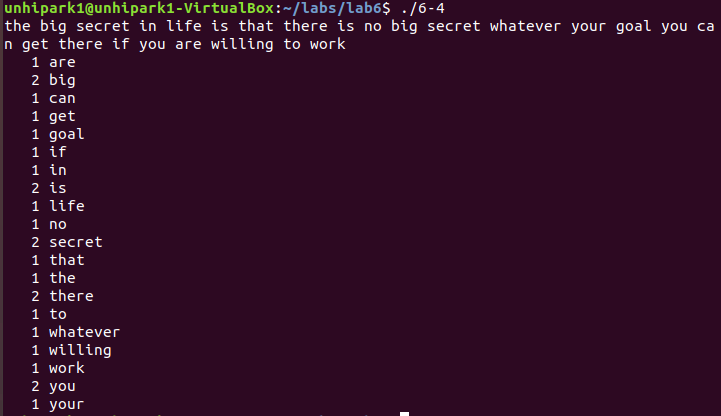 unhipark1@unhipark1-VirtualBox:~/labs/lab6$ ./6-4
the big secret in life is that there is no big secret whatever your goal you ca
n get there if you are willing to work
1 are
2 big
1 can
1 get
1 goal
1 if
1 in
2 is
1 life
1 no
2 secret
1 that
1 the
2 there
1 to
1 whatever
1 willing
1 work
2 you
1 your